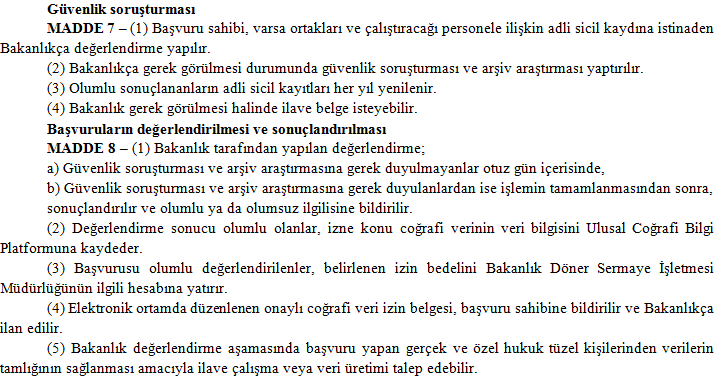 Güvenlik soruşturması
MADDE 7 – (1) Başvuru sahibi, varsa ortakları ve çalıştıracağı personele ilişkin adli sicil kaydına istinaden
Bakanlıkça değerlendirme yapılır.
(2) Bakanlıkça gerek görülmesi durumunda güvenlik soruşturması ve arşiv araştırması yaptırılır.
(3) Olumlu sonuçlananların adli sicil kayıtları her yıl yenilenir.
(4) Bakanlık gerek görülmesi halinde ilave belge isteyebilir.
Başvuruların değerlendirilmesi ve sonuçlandırılması
MADDE 8 – (1) Bakanlık tarafından yapılan değerlendirme;
a) Güvenlik soruşturması ve arşiv araştırmasına gerek duyulmayanlar otuz gün içerisinde,
b) Güvenlik soruşturması ve arşiv araştırmasına gerek duyulanlardan ise işlemin tamamlanmasından sonra,
sonuçlandırılır ve olumlu ya da olumsuz ilgilisine bildirilir.
(2) Değerlendirme sonucu olumlu olanlar, izne konu coğrafi verinin veri bilgisini Ulusal Coğrafi Bilgi
Platformuna kaydeder.
(3) Başvurusu olumlu değerlendirilenler, belirlenen izin bedelini Bakanlık Döner Sermaye İşletmesi
Müdürlüğünün ilgili hesabına yatırır.
(4) Elektronik ortamda düzenlenen onaylı coğrafi veri izin belgesi, başvuru sahibine bildirilir ve Bakanlıkça
ilan edilir.
(5) Bakanlık değerlendirme aşamasında başvuru yapan gerçek ve özel hukuk tüzel kişilerinden verilerin
tamlığının sağlanması amacıyla ilave çalışma veya veri üretimi talep edebilir.